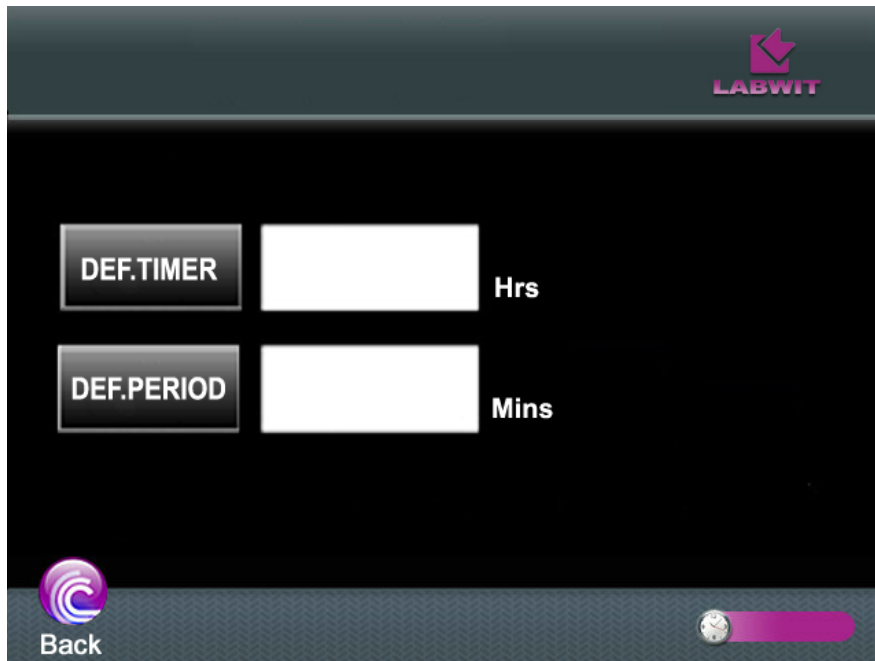 LABWIT
DEF.TIMER
Hrs
DEF.PERIOD
Mins
Back